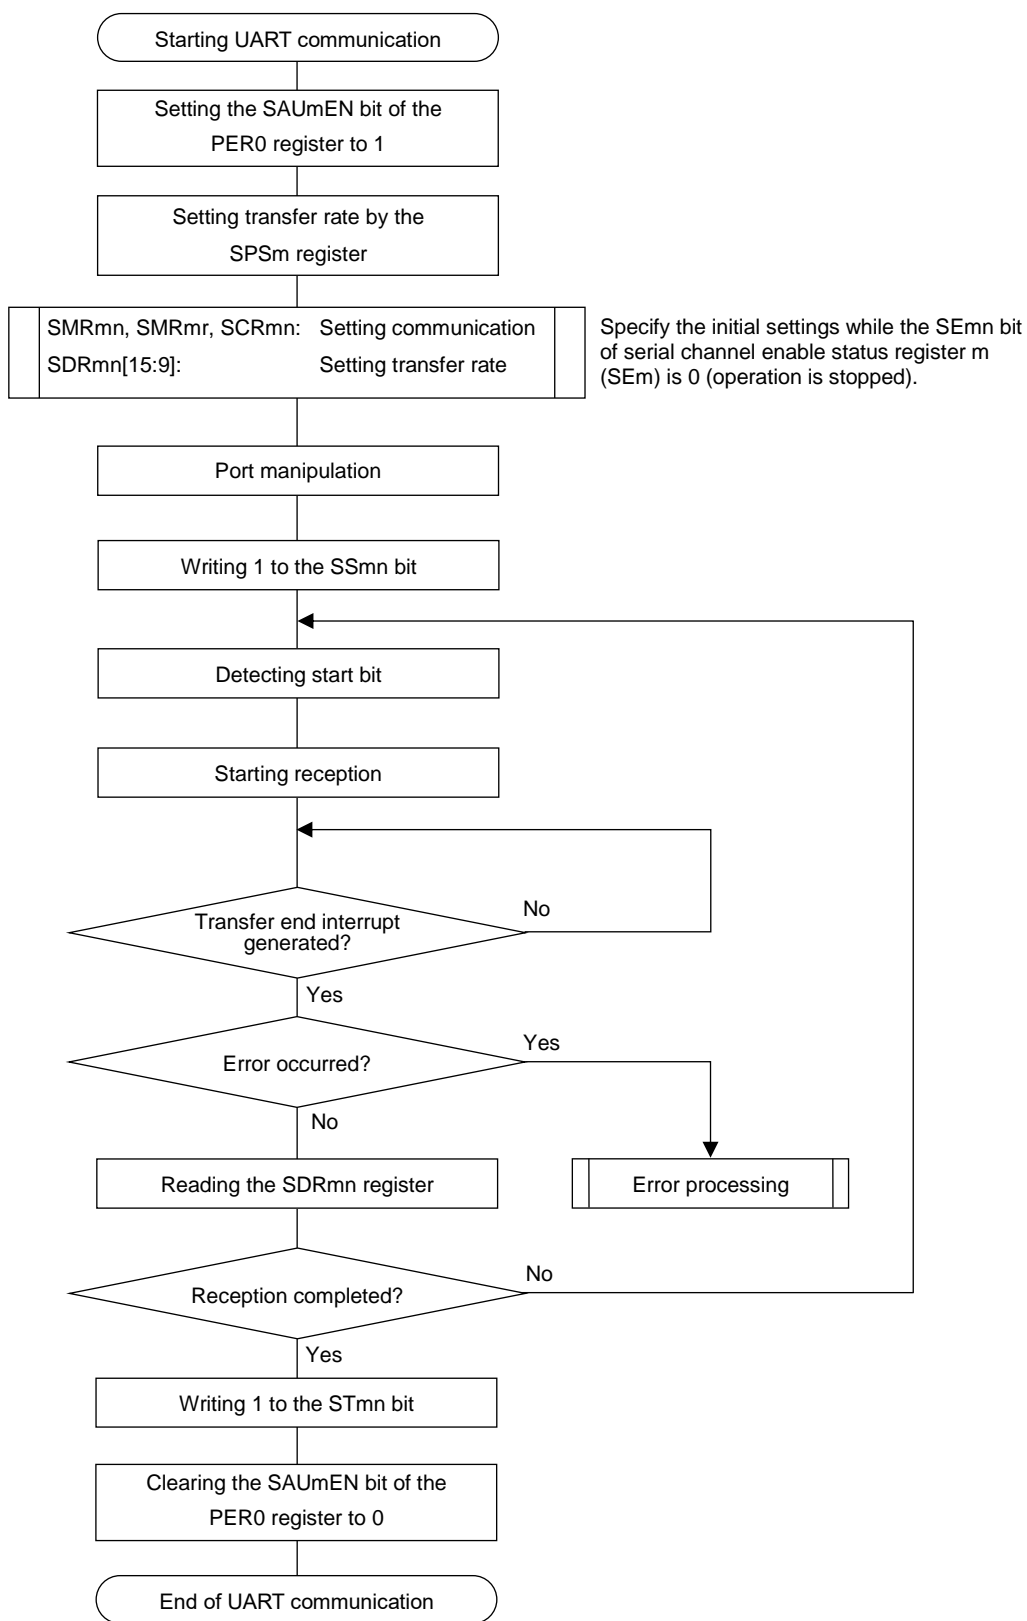 Starting UART communication
Setting the SAUmEN bit of the
PER0 register to 1
Setting transfer rate by the
SPSm register
SMRmn, SMRmr, SCRmn: Setting communication
SDRmn[15:9]: Setting transfer rate
Specify the initial settings while the SEmn bit
of serial channel enable status register m
(SEm) is 0 (operation is stopped).
Port manipulation
Writing 1 to the SSmn bit
Detecting start bit
Starting reception
Transfer end interrupt
generated?
No
Yes
Error occurred?
Yes
No
Reading the SDRmn register
Error processing
Reception completed?
No
Yes
Writing 1 to the STmn bit
Clearing the SAUmEN bit of the
PER0 register to 0
End of UART communication